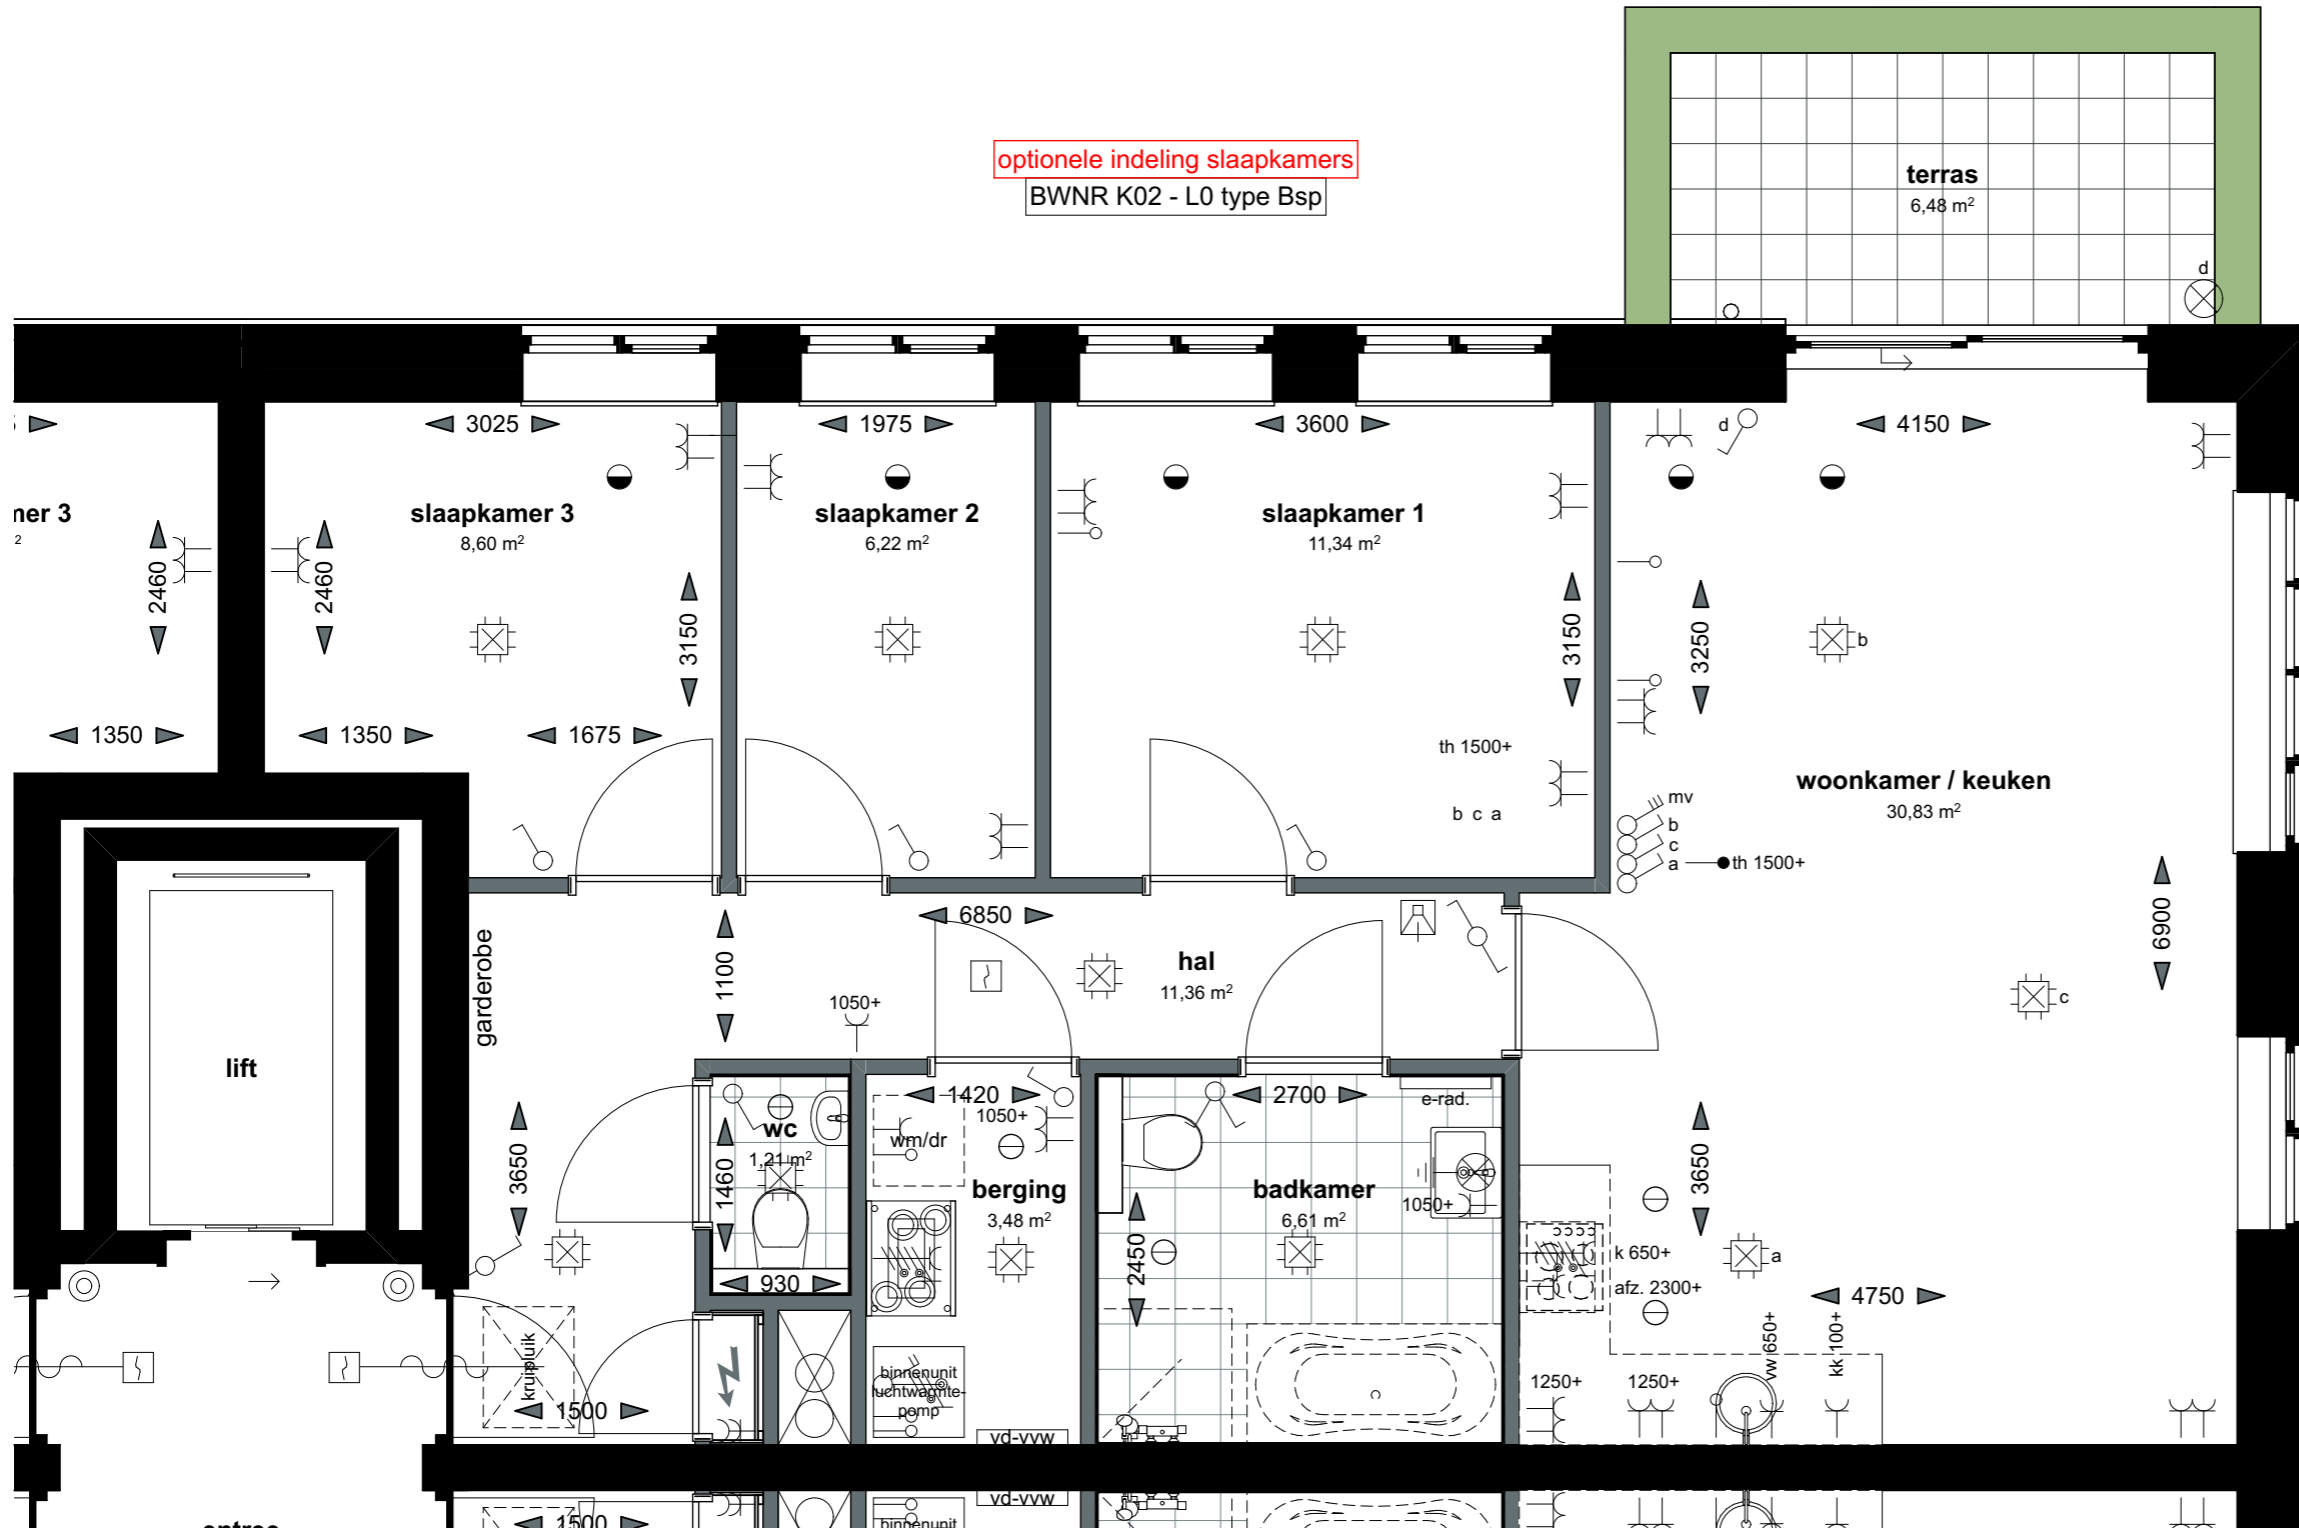 optionele indeling slaapkamers
BWNR K02 - L0 type Bsp
terras
6,48 m²
d
3025
1975
3600
d
4150
slaapkamer 3
8,60 m²
slaapkamer 2
6,22 m²
slaapkamer 1
11,34 m²
2
2460
2460
3150
3150
3250
b
1350
1350
1675
th 1500+
b c a
woonkamer / keuken
30,83 m²
mv
b
c
a
th 1500+
6900
garderobe
6850
1100
hal
11,36 m²
1050+
c
lift
1420
1050+
2700
e-rad.
wc
1,21 m²
wm/dr
3650
1460
berging
3,48 m²
badkamer
6,61 m²
1050+
3650
2450
k 650+
a
afz. 2300+
930
4750
kruipluik
binnenunit
luchtwarmte-
pomp
1500
vd-vvw
1250+
1250+
vw 650+
kk 100+
vd-vvw
1500
binnenunit
entree